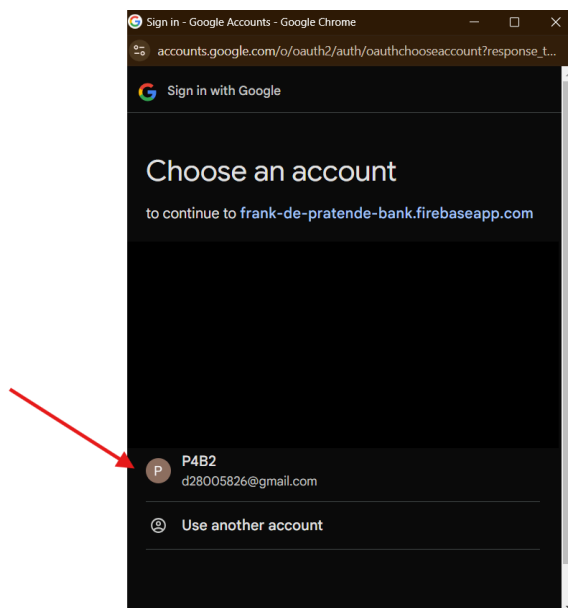 Sign in - Google Accounts - Google Chrome
accounts.google.com/o/oauth2/auth/oauthchooseaccount?response_t...
Sign in with Google
Choose an account
to continue to frank-de-pratende-bank.firebaseapp.com
P
P4B2
d28005826@gmail.com
Use another account